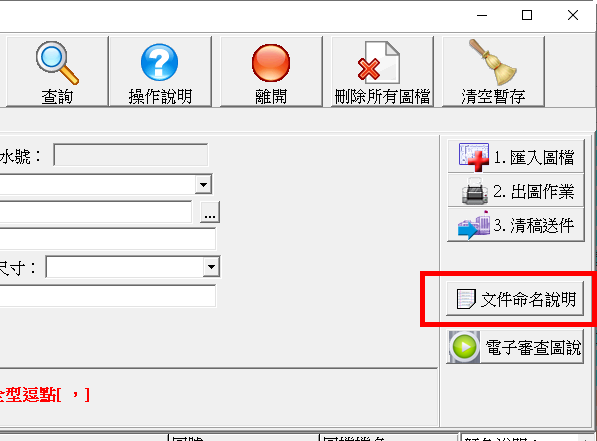 查詢
操作說明
離開
刪除所有圖檔
清空暫存
水號：
1.匯入圖檔
...
2.出圖作業
3.清稿送件
尺寸：
文件命名說明
電子審查圖說
全型逗點[ ，]